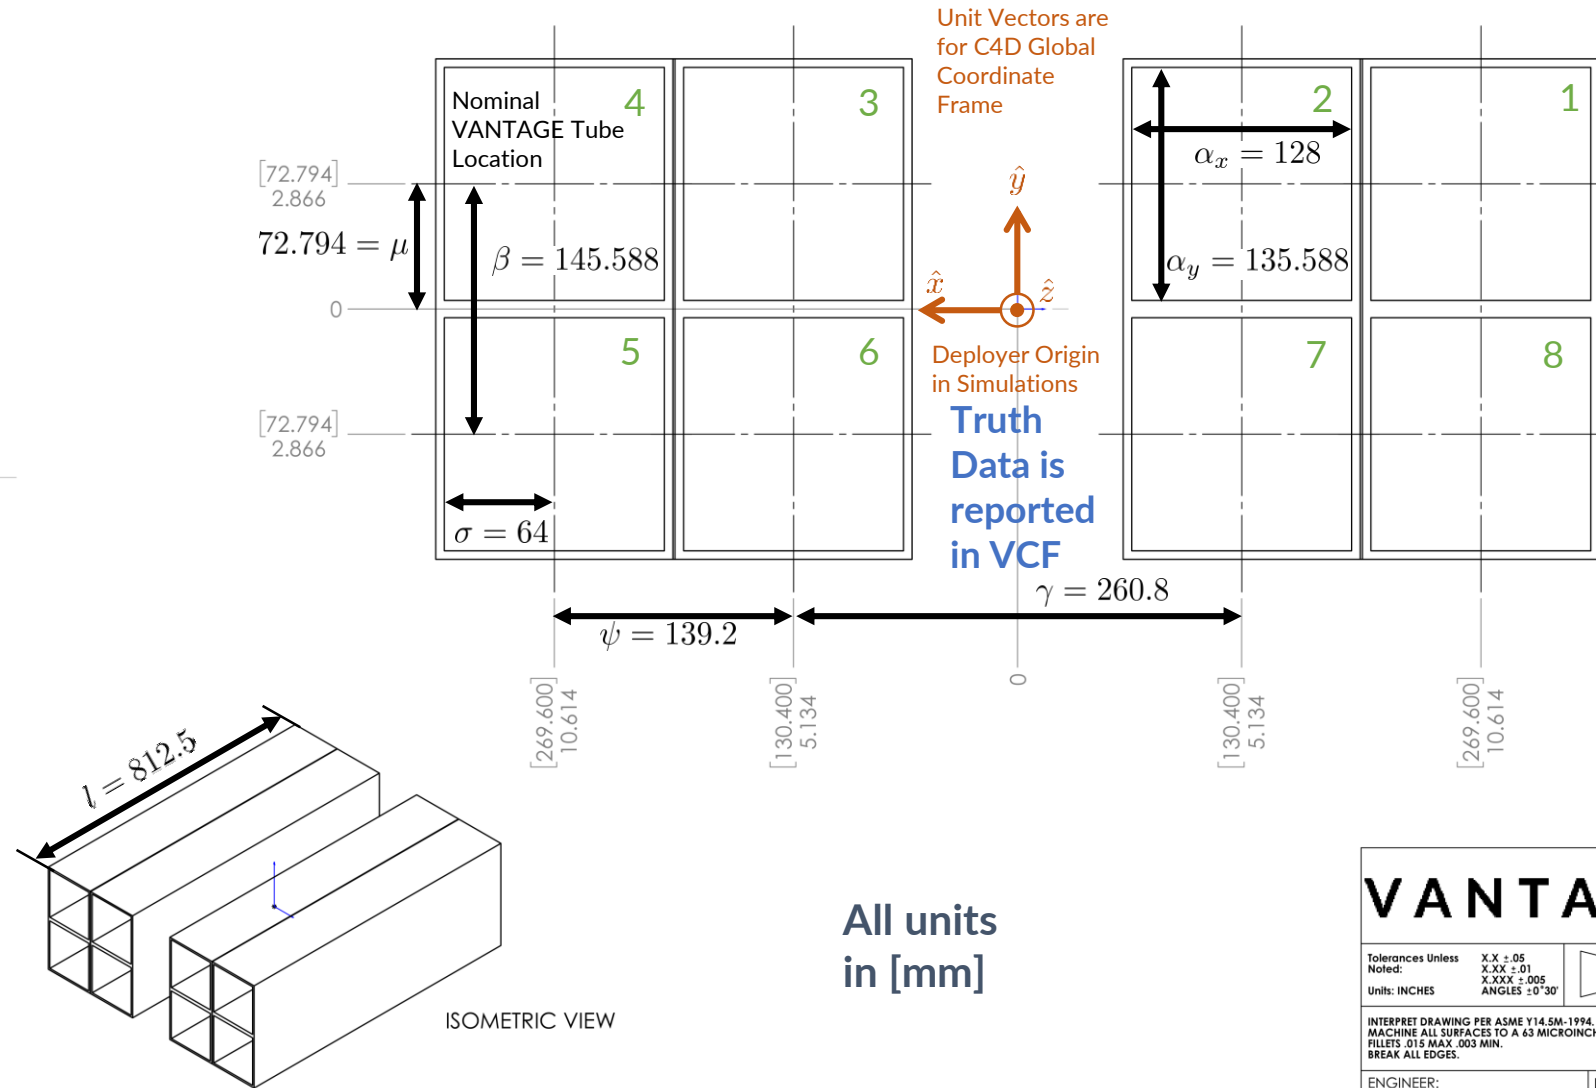 Unit Vectors are
for C4D Global
Coordinate
Frame
Nominal
VANTAGE Tube
Location
4
3
2
1
αx = 128
[72.794]
2.866
72.794 = μ
β = 145.588
αy = 135.588
ŷ
x̂
ẑ
0
5
6
7
8
Deployer Origin
in Simulations
Truth
Data is
reported
in VCF
[72.794]
2.866
σ = 64
γ = 260.8
ψ = 139.2
[269.600]
10.614
[130.400]
5.134
0
[130.400]
5.134
[269.600]
10.614
l = 812.5
ISOMETRIC VIEW
All units
in [mm]
VANTA
Tolerances Unless
Noted:
Units: INCHES
X.X ±.05
X.XX ±.01
X.XXX ±.005
ANGLES ±0°30'
INTERPRET DRAWING PER ASME Y14.5M-1994.
MACHINE ALL SURFACES TO A 63 MICROINCH
FILLETS .015 MAX .003 MIN.
BREAK ALL EDGES.
ENGINEER: